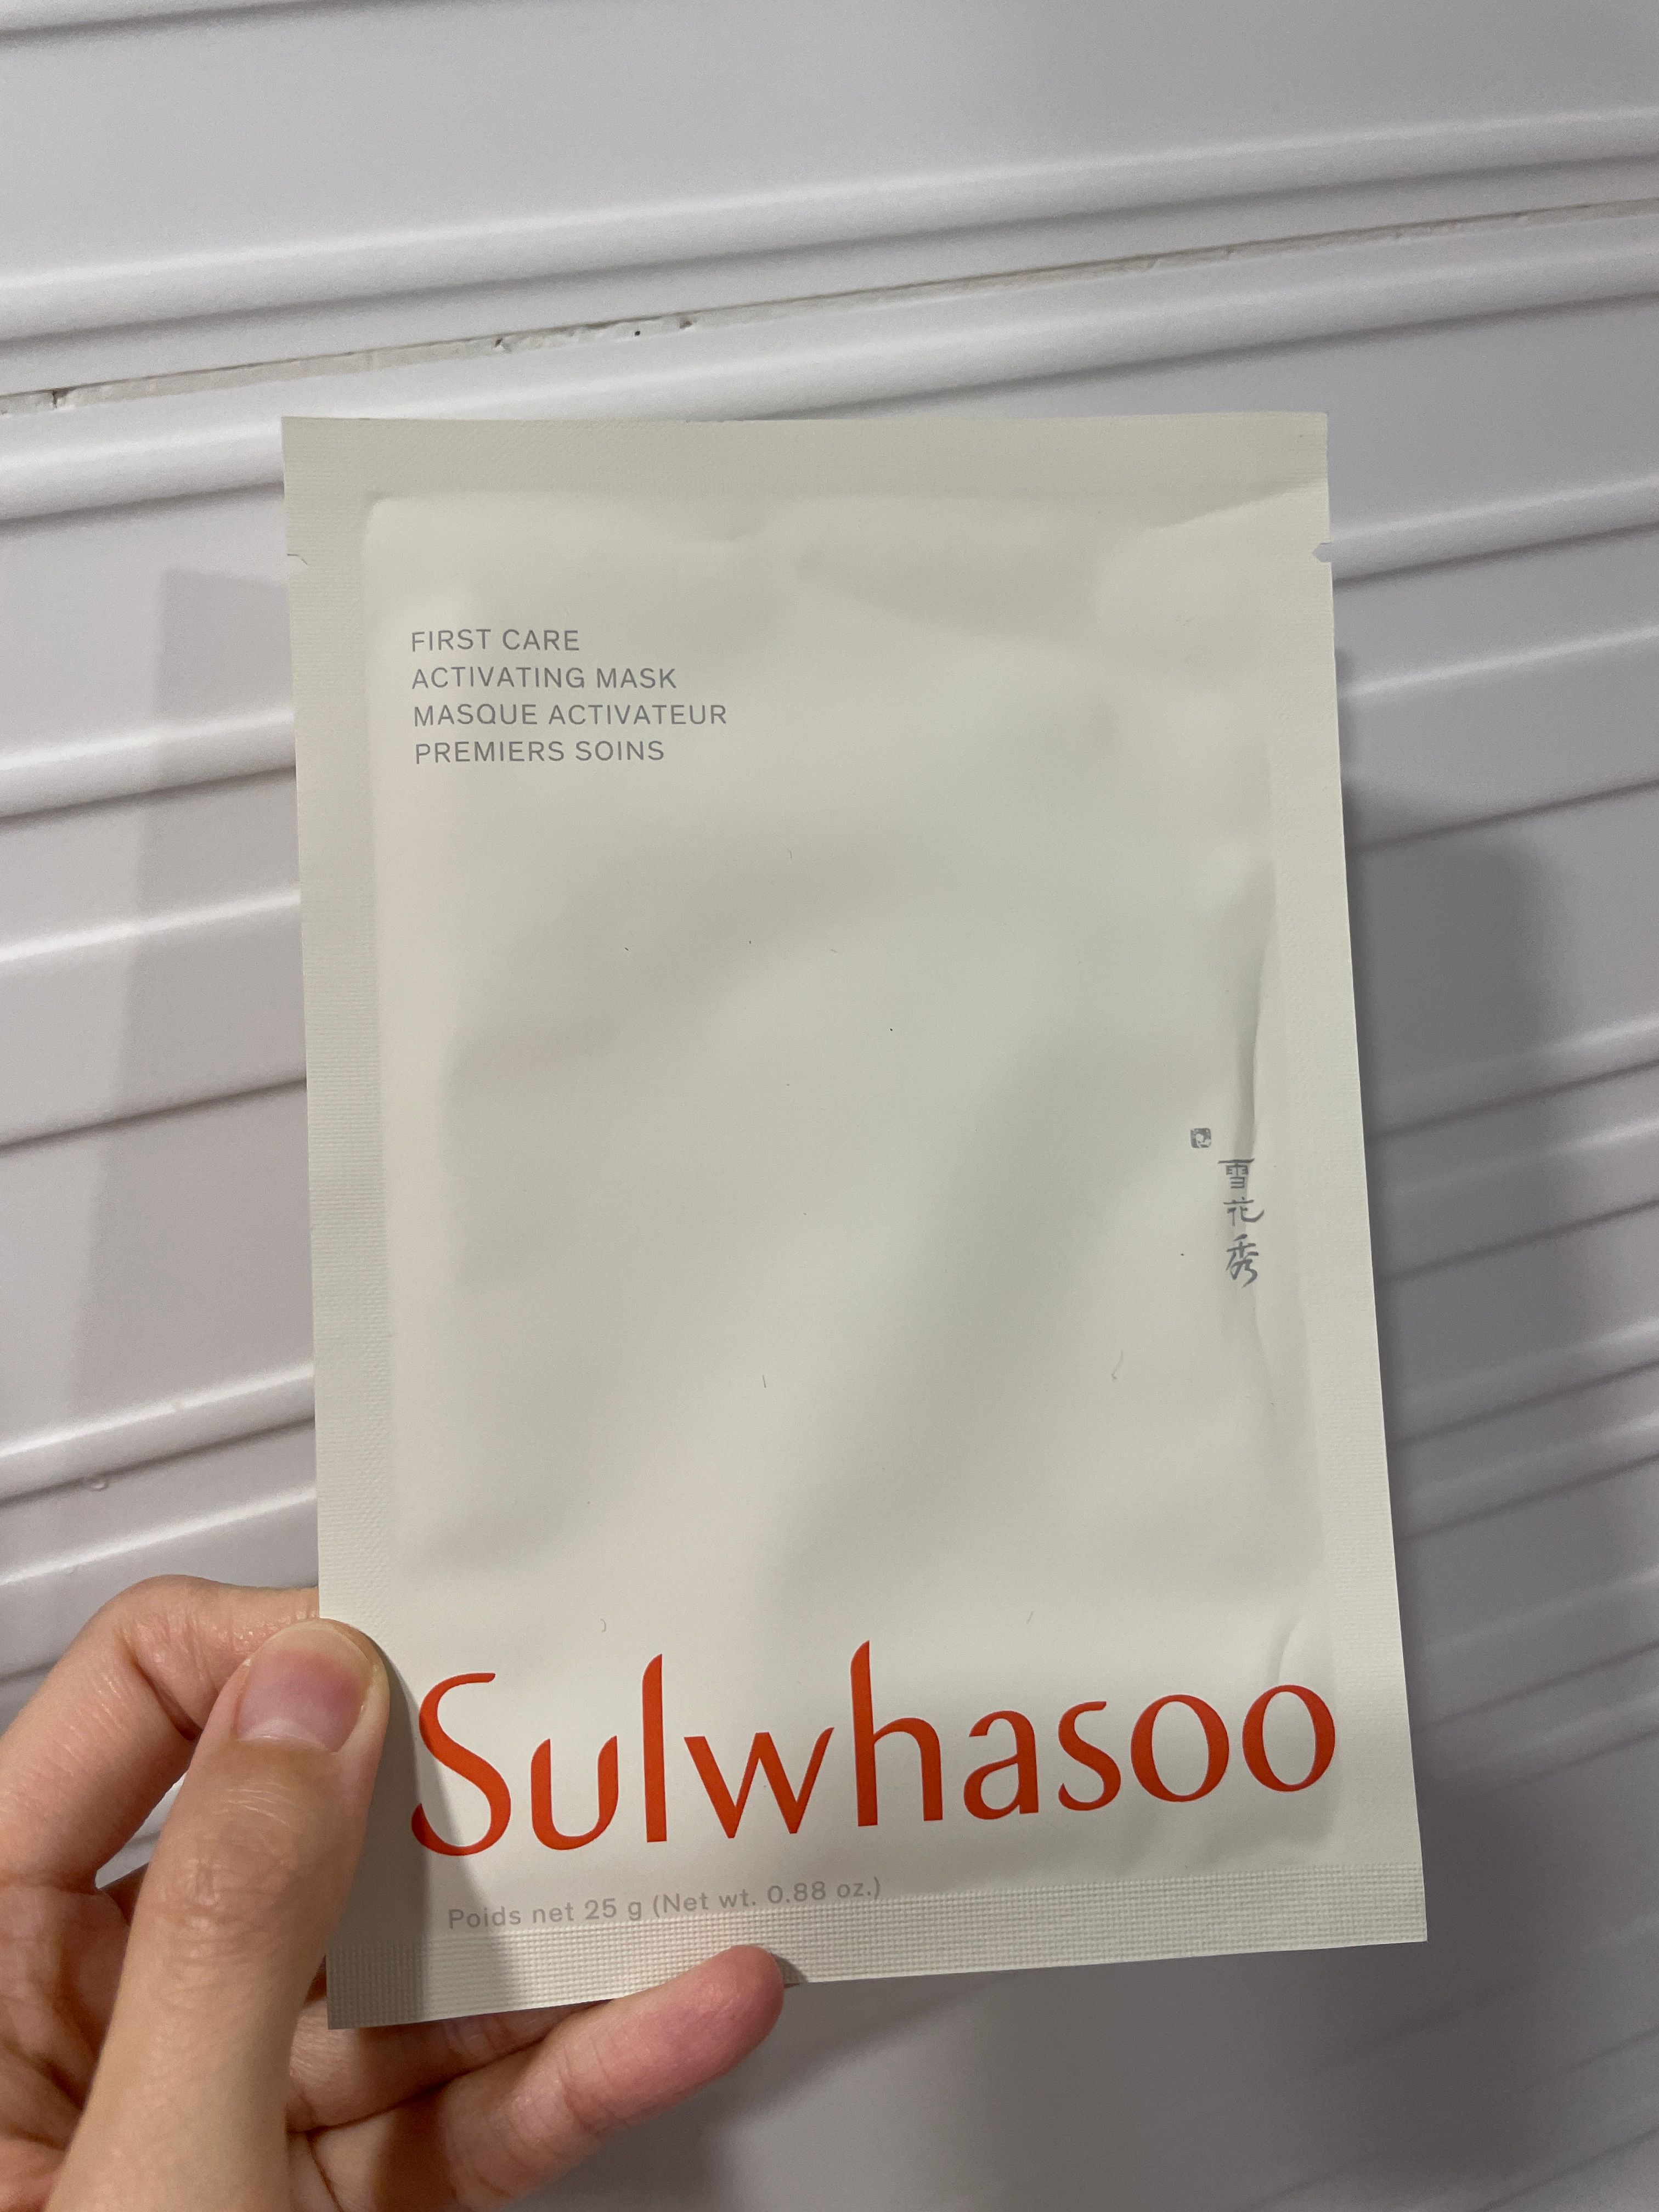 FIRST CARE
ACTIVATING MASK
MASQUE ACTIVATEUR
PREMIERS SOINS
雪花秀
Sulwhasoo
Poids net 25 g (Net wt. 0.88 oz.)